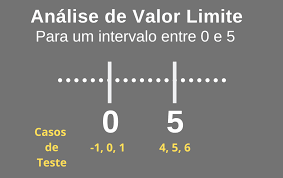 Análise de Valor Limite
Para um intervalo entre 0 e 5
0 5
Casos
de
Teste
-1, 0, 1 4, 5, 6